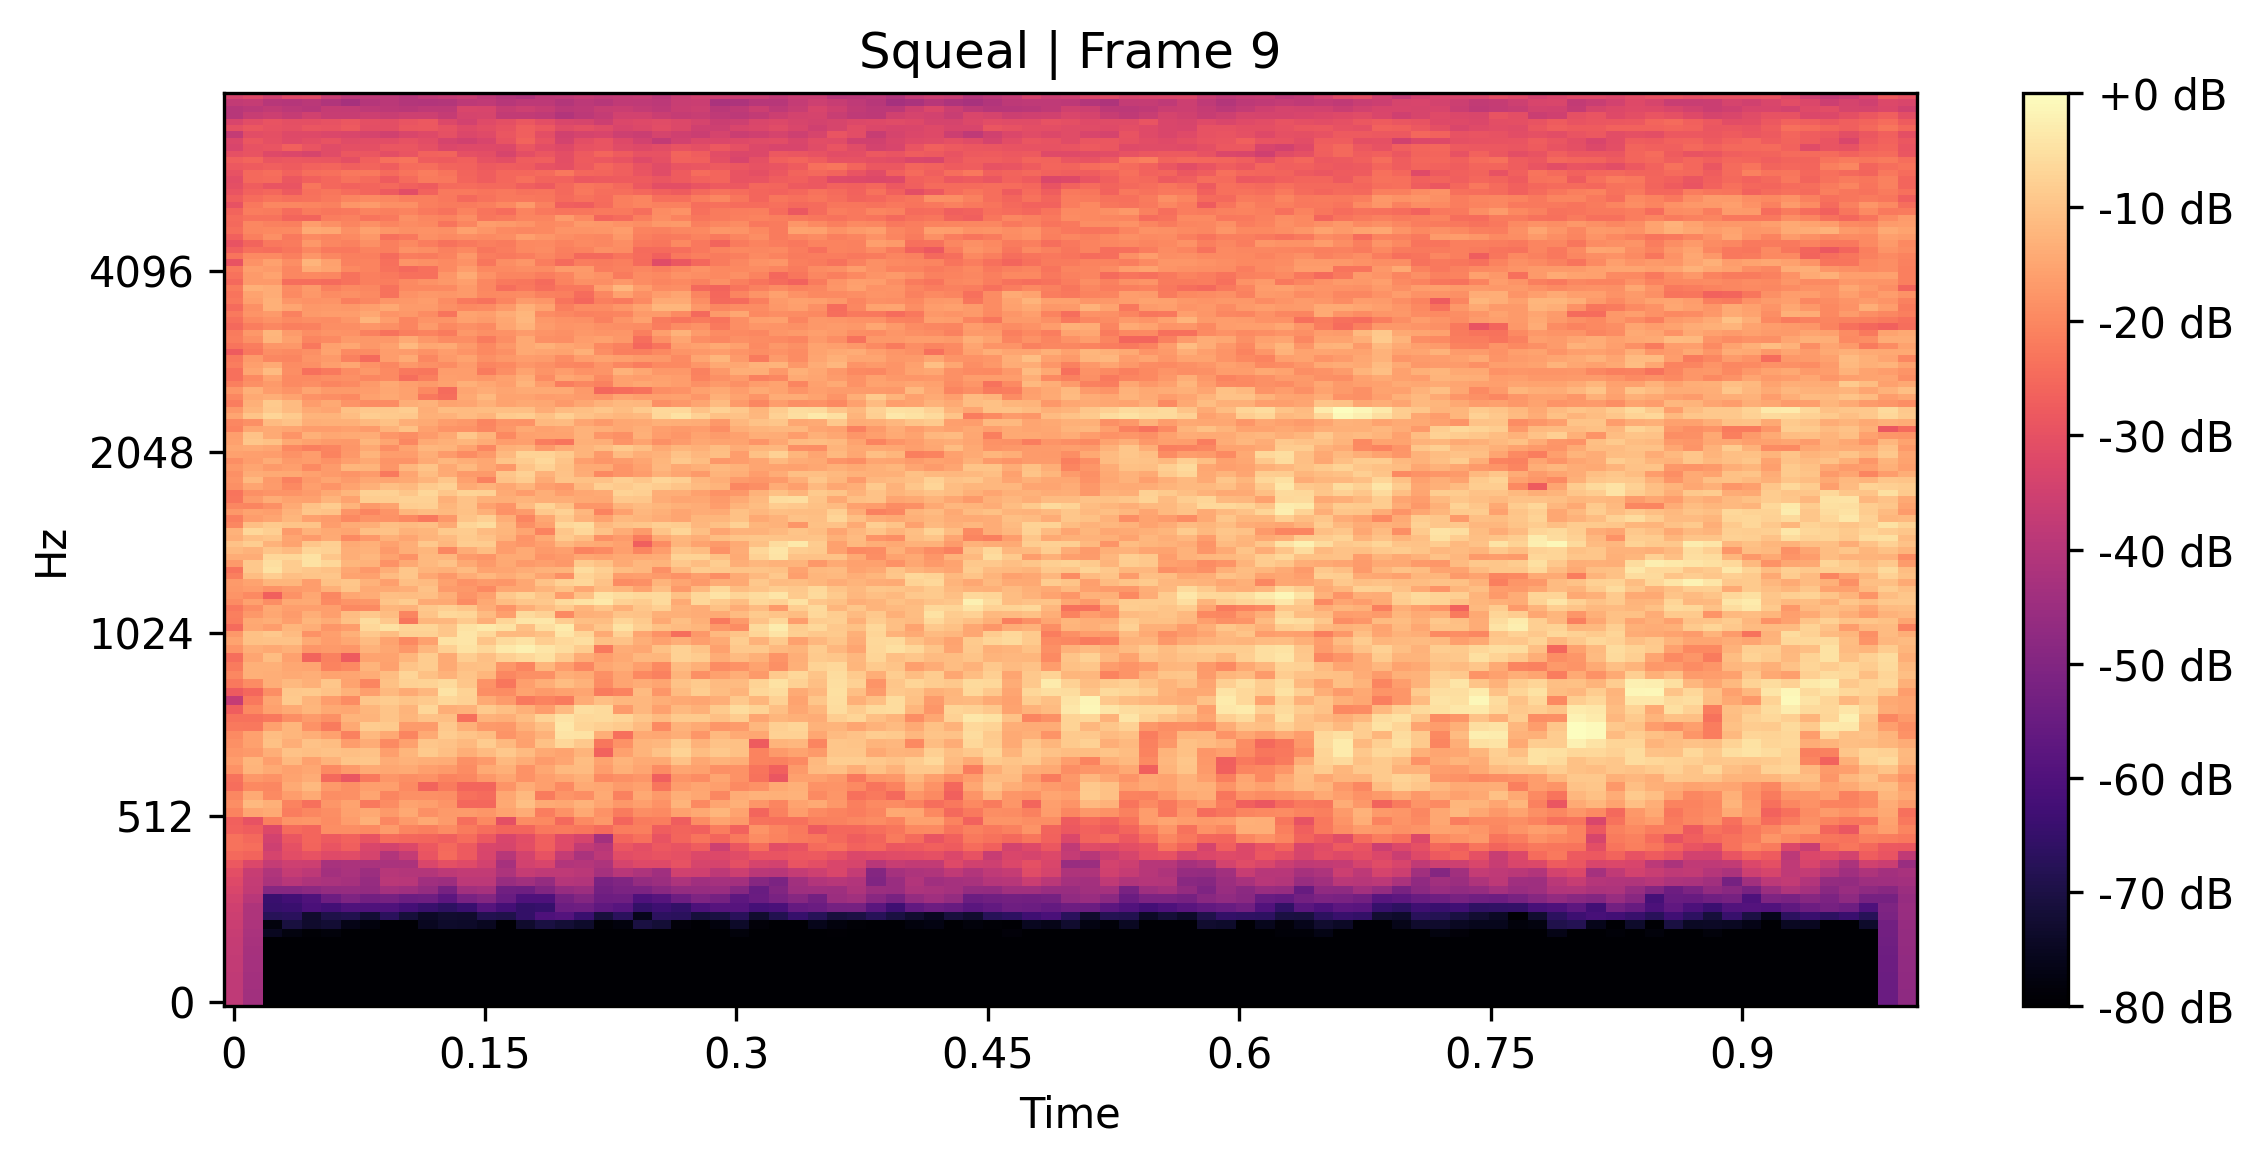 Squeal | Frame 9
+0 dB
-10 dB
-20 dB
-30 dB
-40 dB
-50 dB
-60 dB
-70 dB
-80 dB
Hz
4096
2048
1024
512
0
0 0.15 0.3 0.45 0.6 0.75 0.9
Time